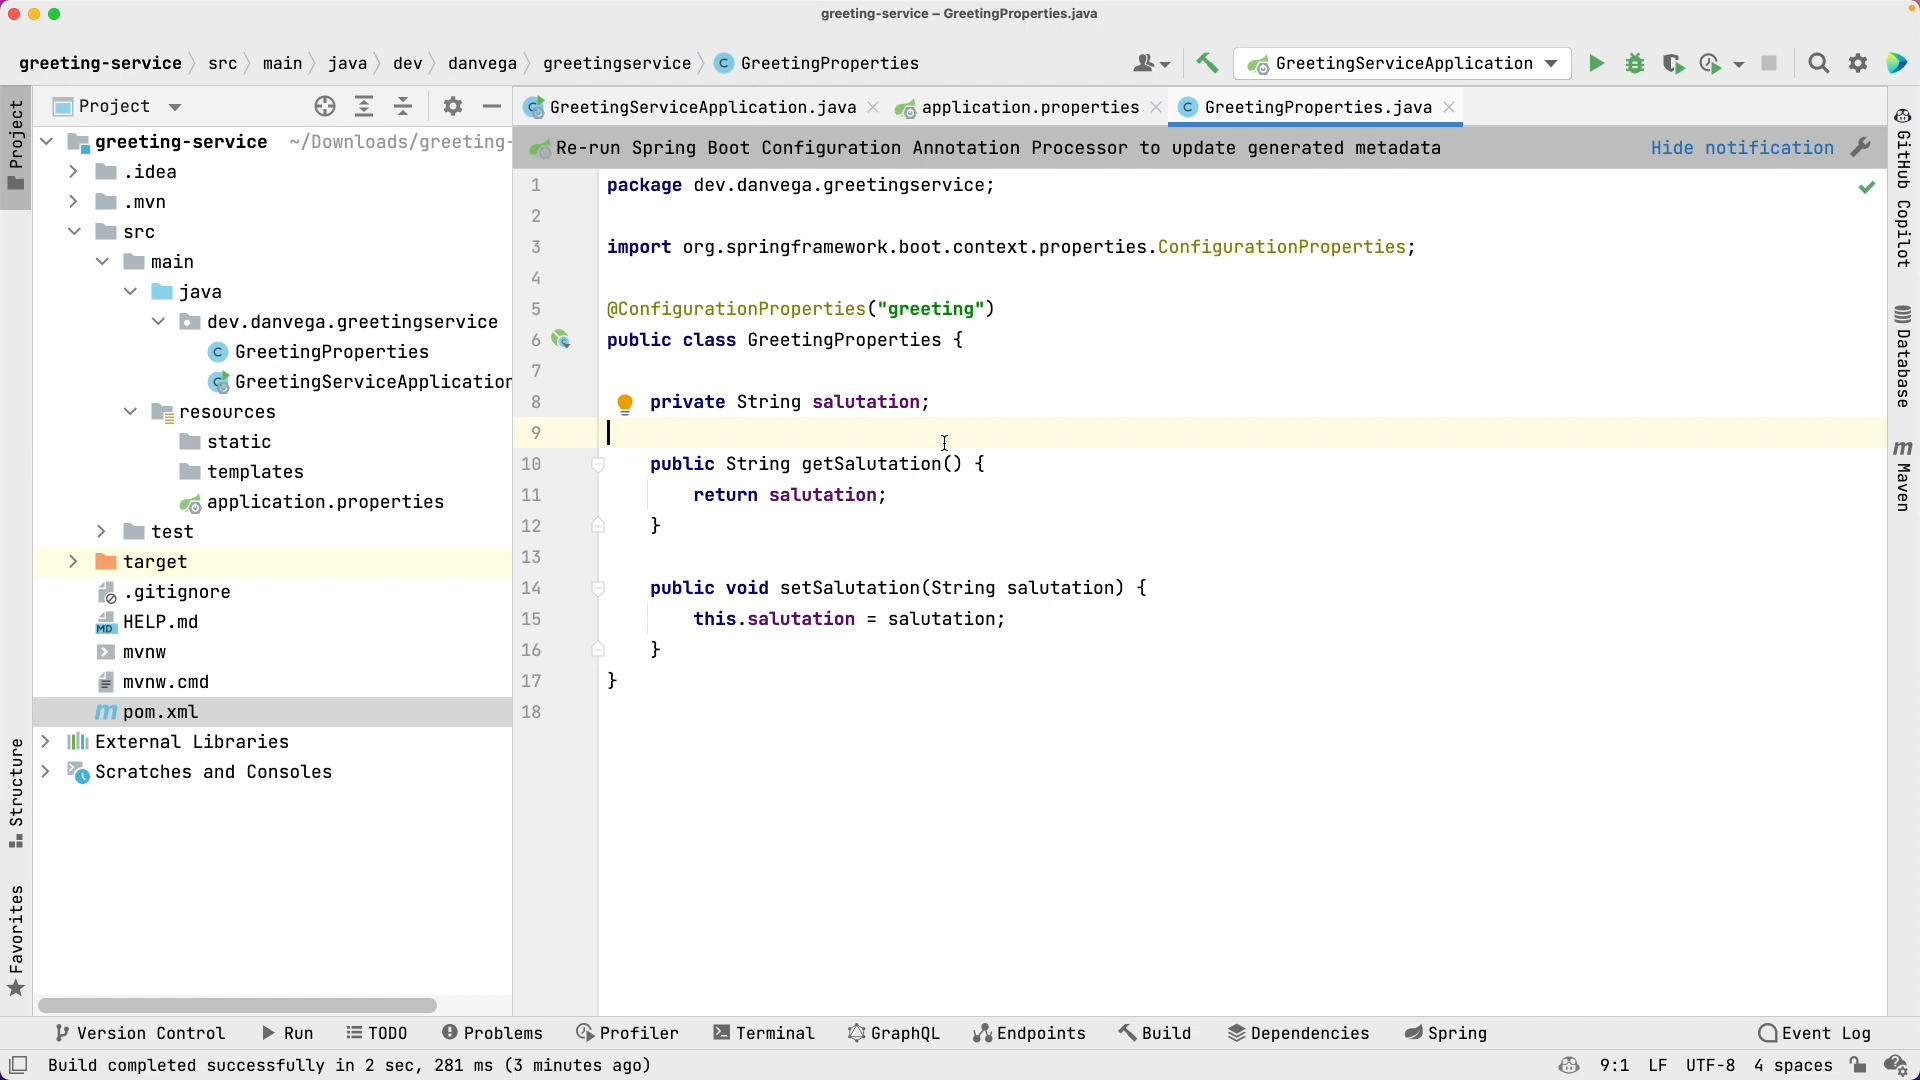 greeting-service – GreetingProperties.java
greeting-service src main java dev danvega greetingservice C GreetingProperties
GreetingServiceApplication
Project
GreetingServiceApplication.java
application.properties
C GreetingProperties.java
Re-run Spring Boot Configuration Annotation Processor to update generated metadata
Hide notification
Project
Structure
Favorites
greeting-service ~/Downloads/greeting-
.idea
.mvn
src
main
java
dev.danvega.greetingservice
C GreetingProperties
C GreetingServiceApplication
resources
static
templates
application.properties
test
target
.gitignore
MD HELP.md
mvnw
mvnw.cmd
m pom.xml
External Libraries
Scratches and Consoles
1 package dev.danvega.greetingservice;
2
3 import org.springframework.boot.context.properties.ConfigurationProperties;
4
5 @ConfigurationProperties("greeting")
6 public class GreetingProperties {
7
8 private String salutation;
9
10 public String getSalutation() {
11 return salutation;
12 }
13
14 public void setSalutation(String salutation) {
15 this.salutation = salutation;
16 }
17 }
18
GitHub Copilot
Database
m Maven
Version Control Run TODO Problems Profiler Terminal GraphQL Endpoints Build Dependencies Spring Event Log
Build completed successfully in 2 sec, 281 ms (3 minutes ago)
9:1 LF UTF-8 4 spaces